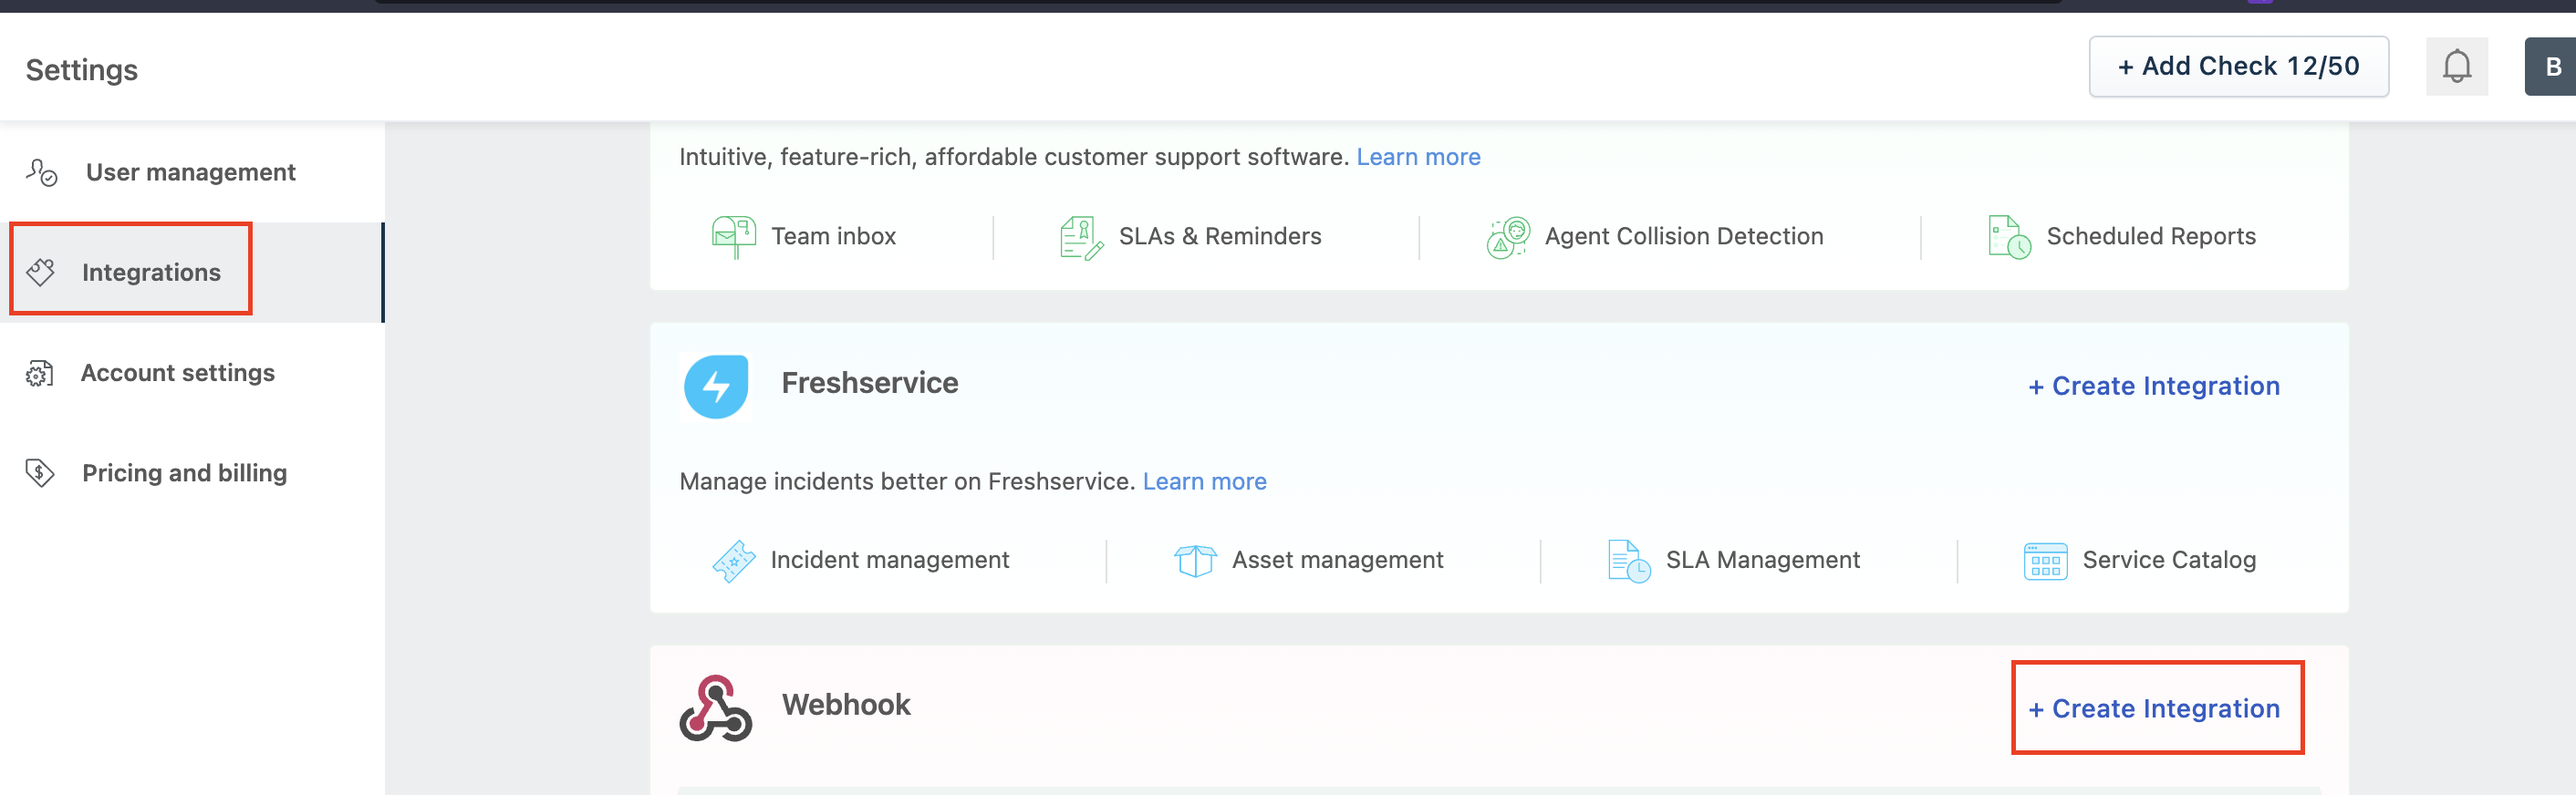 Settings
+ Add Check 12/50
B
User management
Integrations
Account settings
Pricing and billing
Intuitive, feature-rich, affordable customer support software. Learn more
Team inbox
SLAs & Reminders
Agent Collision Detection
Scheduled Reports
Freshservice
+ Create Integration
Manage incidents better on Freshservice. Learn more
Incident management
Asset management
SLA Management
Service Catalog
Webhook
+ Create Integration